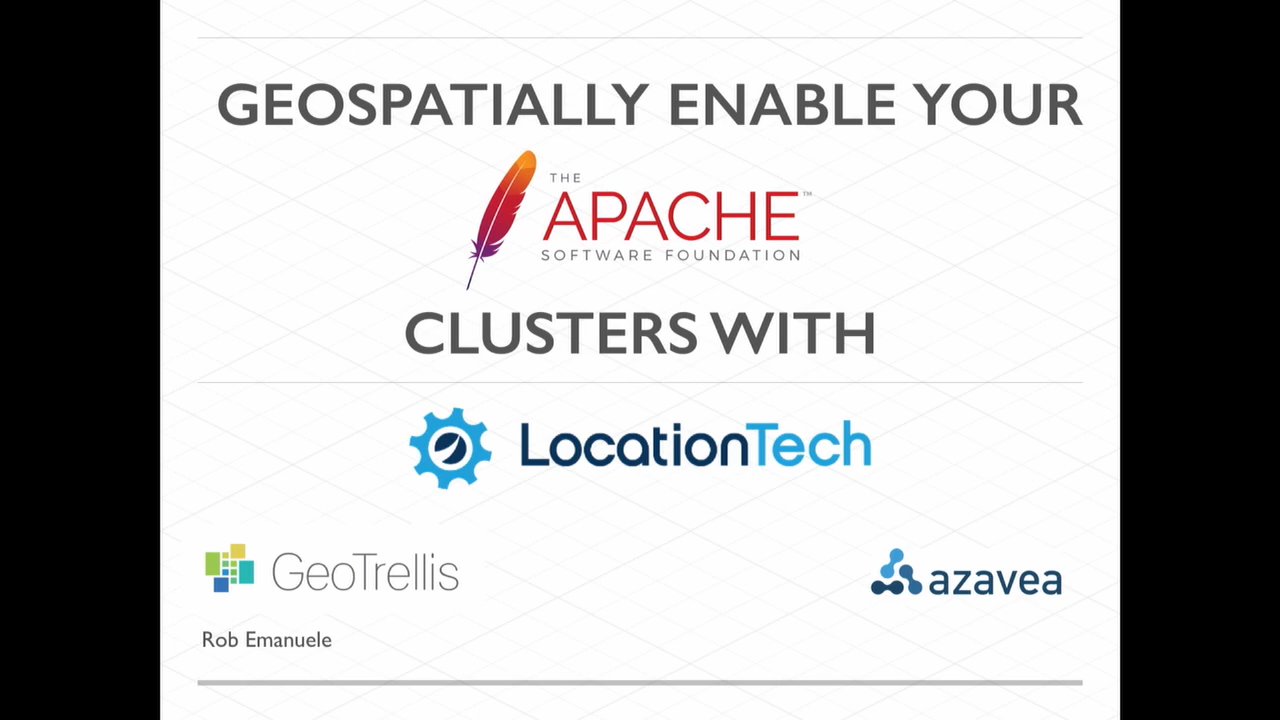 GEOSPATIALLY ENABLE YOUR
THE
APACHE™
SOFTWARE FOUNDATION
CLUSTERS WITH
LocationTech
GeoTrellis
azavea
Rob Emanuele